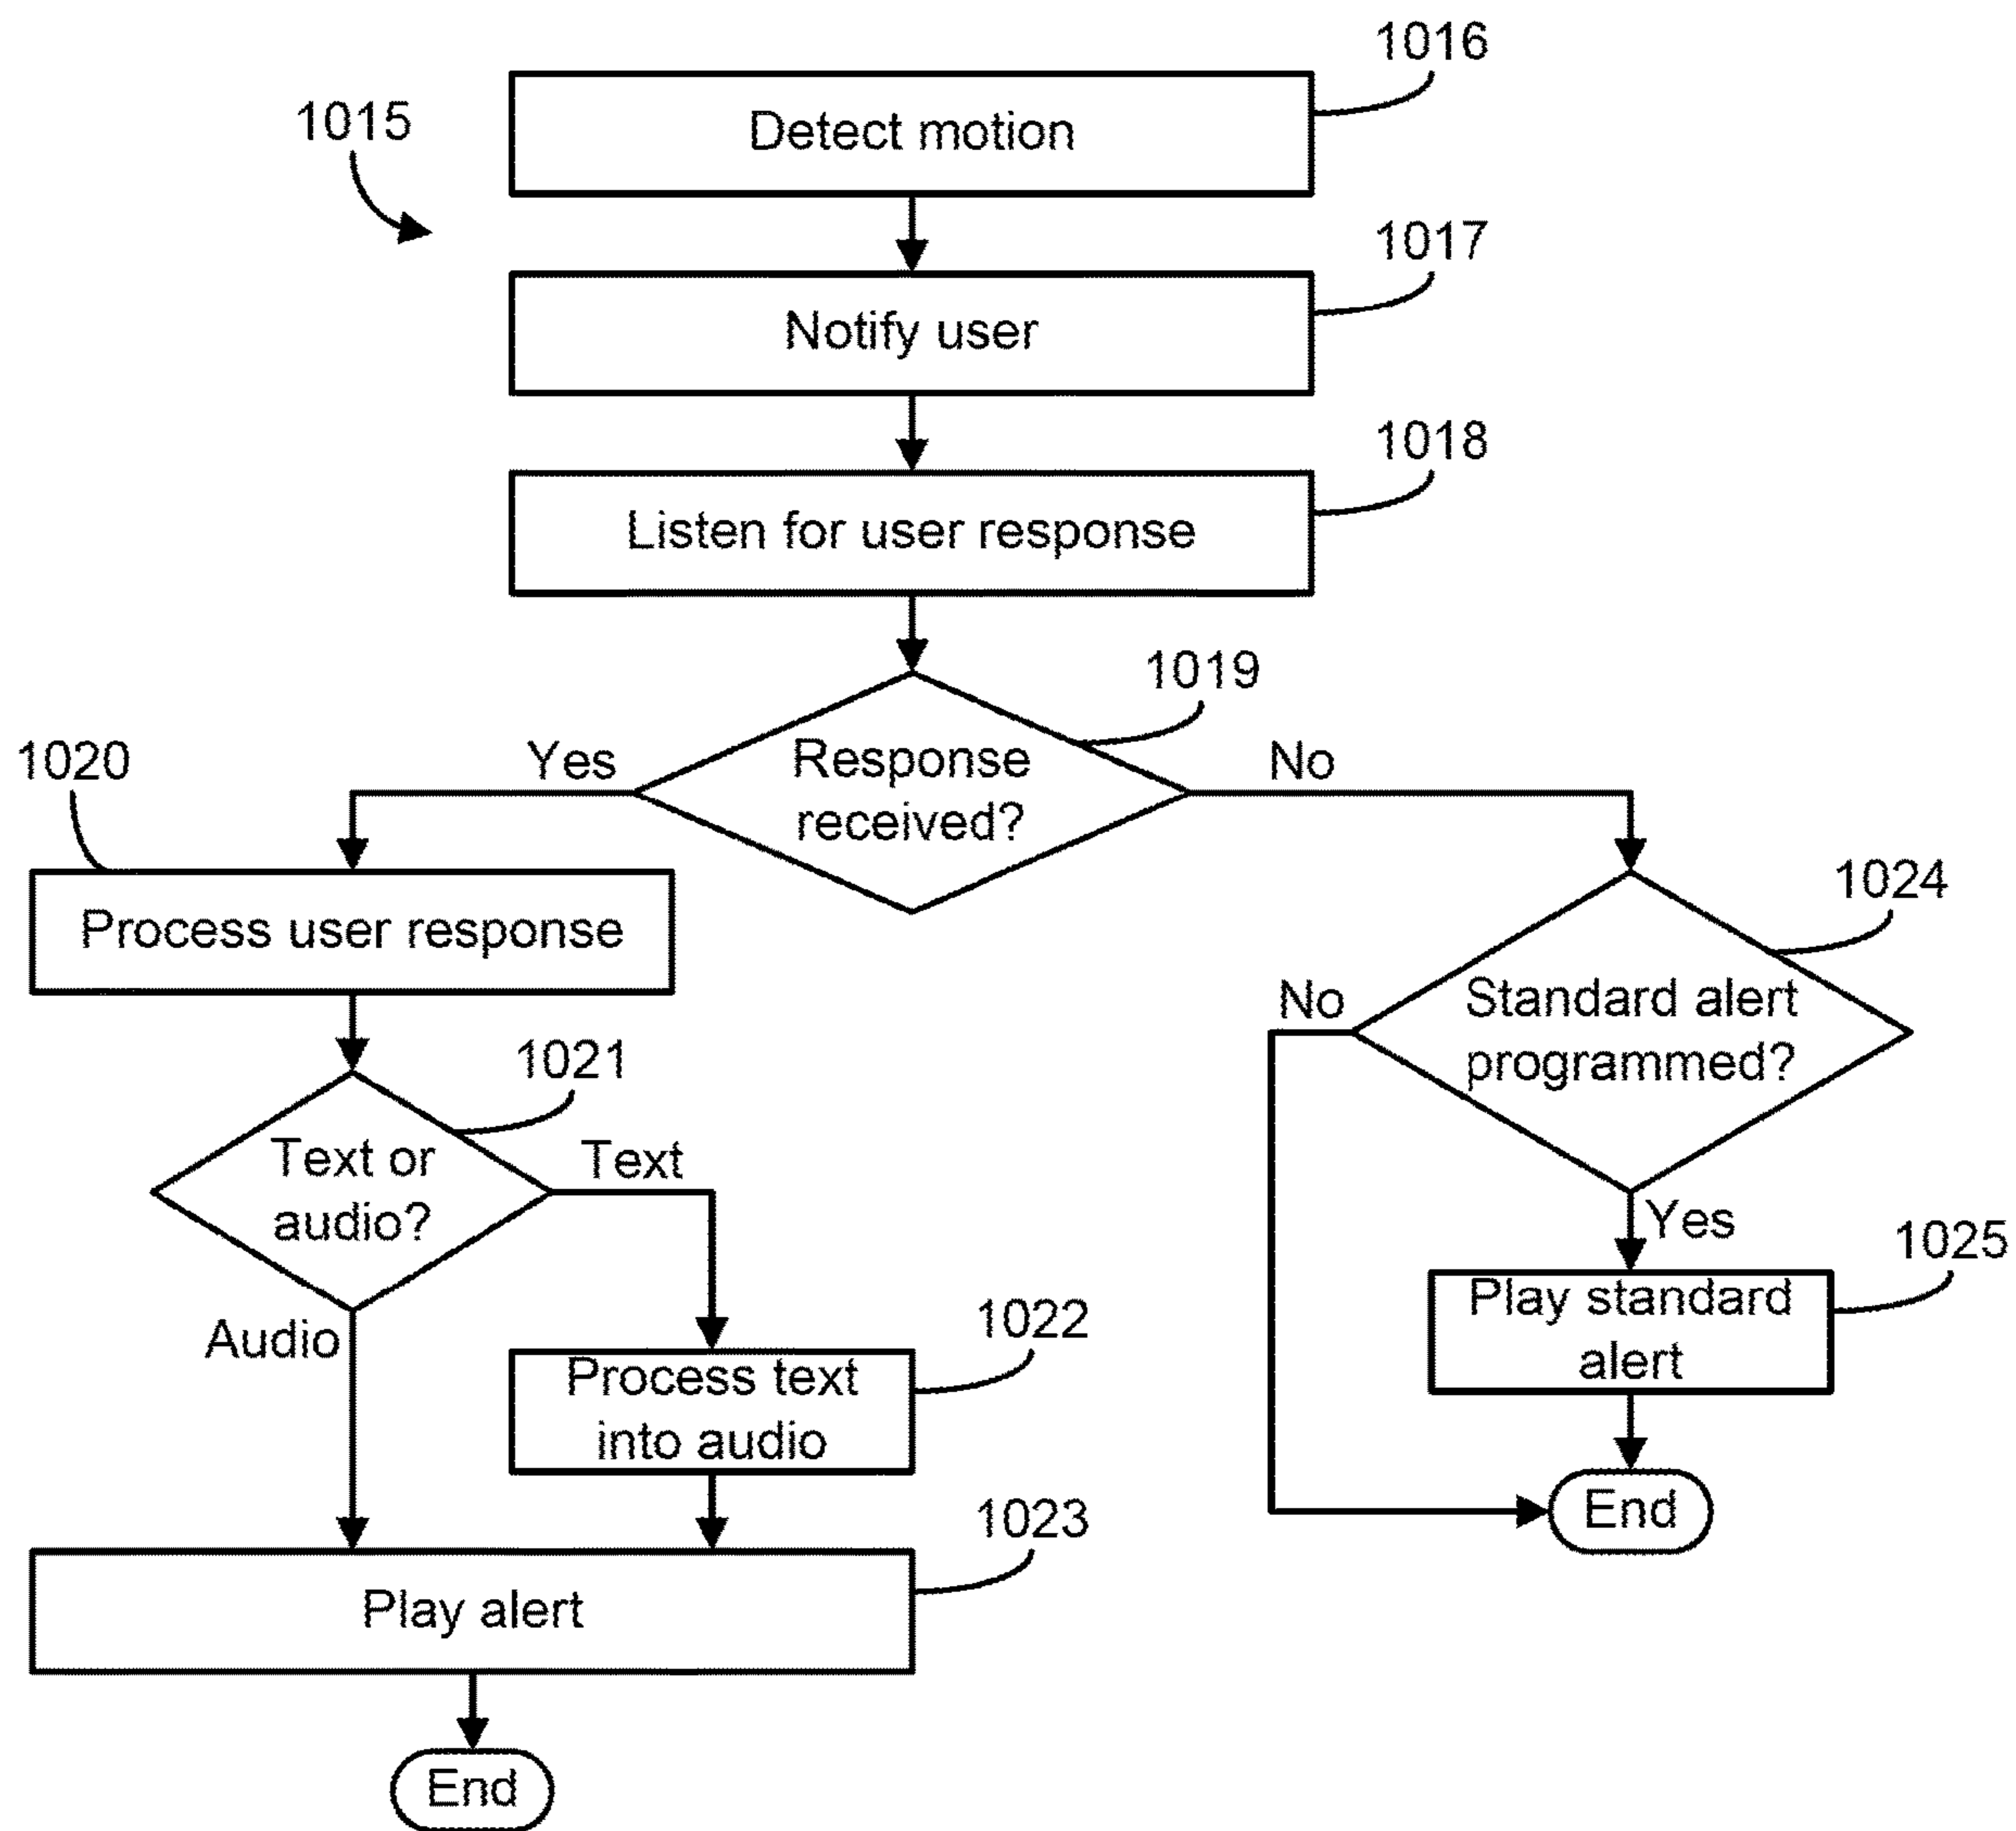 1016
Detect motion
1015
1017
Notify user
1018
Listen for user response
1019
Response
received?
Yes
No
1020
Process user response
1024
Standard alert
programmed?
No
Yes
1021
Text or
audio?
Text
Audio
1025
Play standard
alert
1022
Process text
into audio
End
1023
Play alert
End